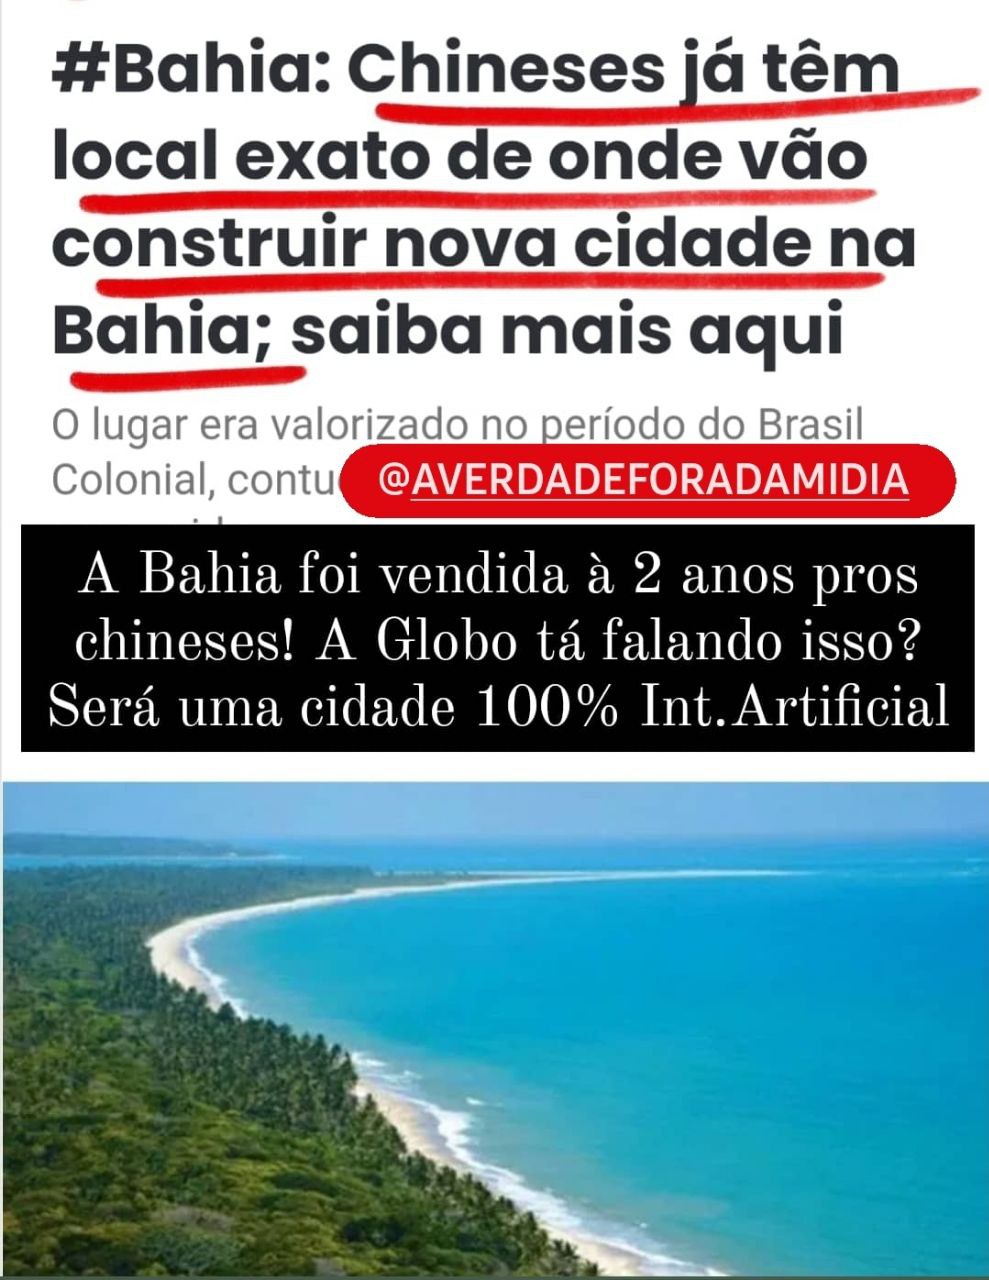 #Bahia: Chineses já têm
local exato de onde vão
construir nova cidade na
Bahia; saiba mais aqui
O lugar era valorizado no período do Brasil
Colonial,
@AVERDADEFORADAMIDIA
A Bahia foi vendida à 2 anos pros
chineses! A Globo tá falando isso?
Será uma cidade 100% Int.Artificial